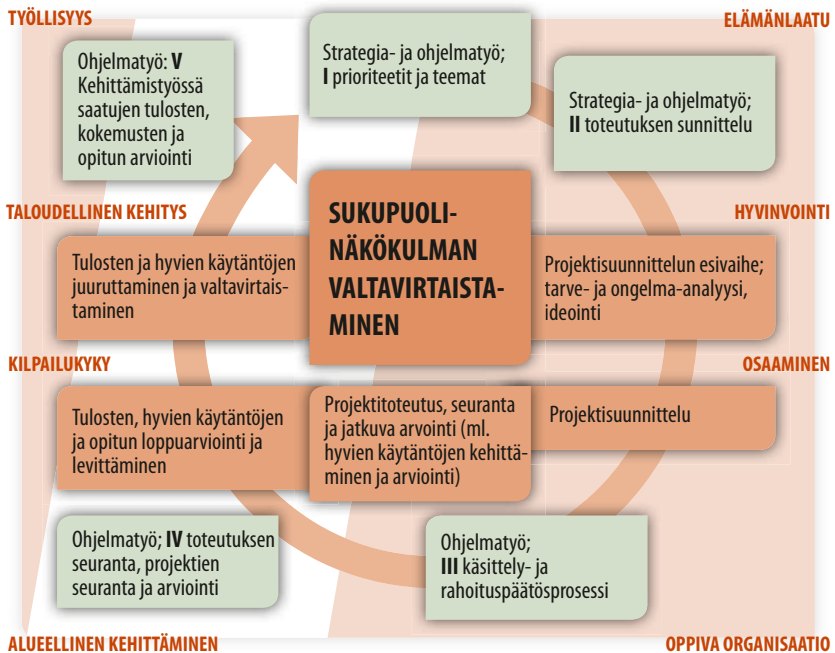 TYÖLLISYYS
ELÄMÄNLAATU
Ohjelmatyö: V
Kehittämistyössä
saatujen tulosten,
kokemusten ja
opitun arviointi
Strategia- ja ohjelmatyö;
I prioriteetit ja teemat
Strategia- ja ohjelmatyö;
II toteutuksen sunnittelu
TALOUDELLINEN KEHITYS
HYVINVOINTI
SUKUPUOLI-
NÄKÖKULMAN
VALTAVIRTAISTA-
MINEN
Tulosten ja hyvien käytäntöjen
juuruttaminen ja valtavirtais-
taminen
Projektisuunnittelun esivaihe;
tarve- ja ongelma-analyysi,
ideointi
KILPAILUKYKY
OSAAMINEN
Tulosten, hyvien käytäntöjen
ja opitun loppuarviointi ja
levittäminen
Projektitoteutus, seuranta
ja jatkuva arvointi (ml.
hyvien käytäntöjen kehittä-
minen ja arviointi)
Projektisuunnittelu
Ohjelmatyö; IV toteutuksen
seuranta, projektien
seuranta ja arviointi
Ohjelmatyö;
III käsittely- ja
rahoituspäätösprosessi
ALUEELLINEN KEHITTÄMINEN
OPPIVA ORGANISAATIO